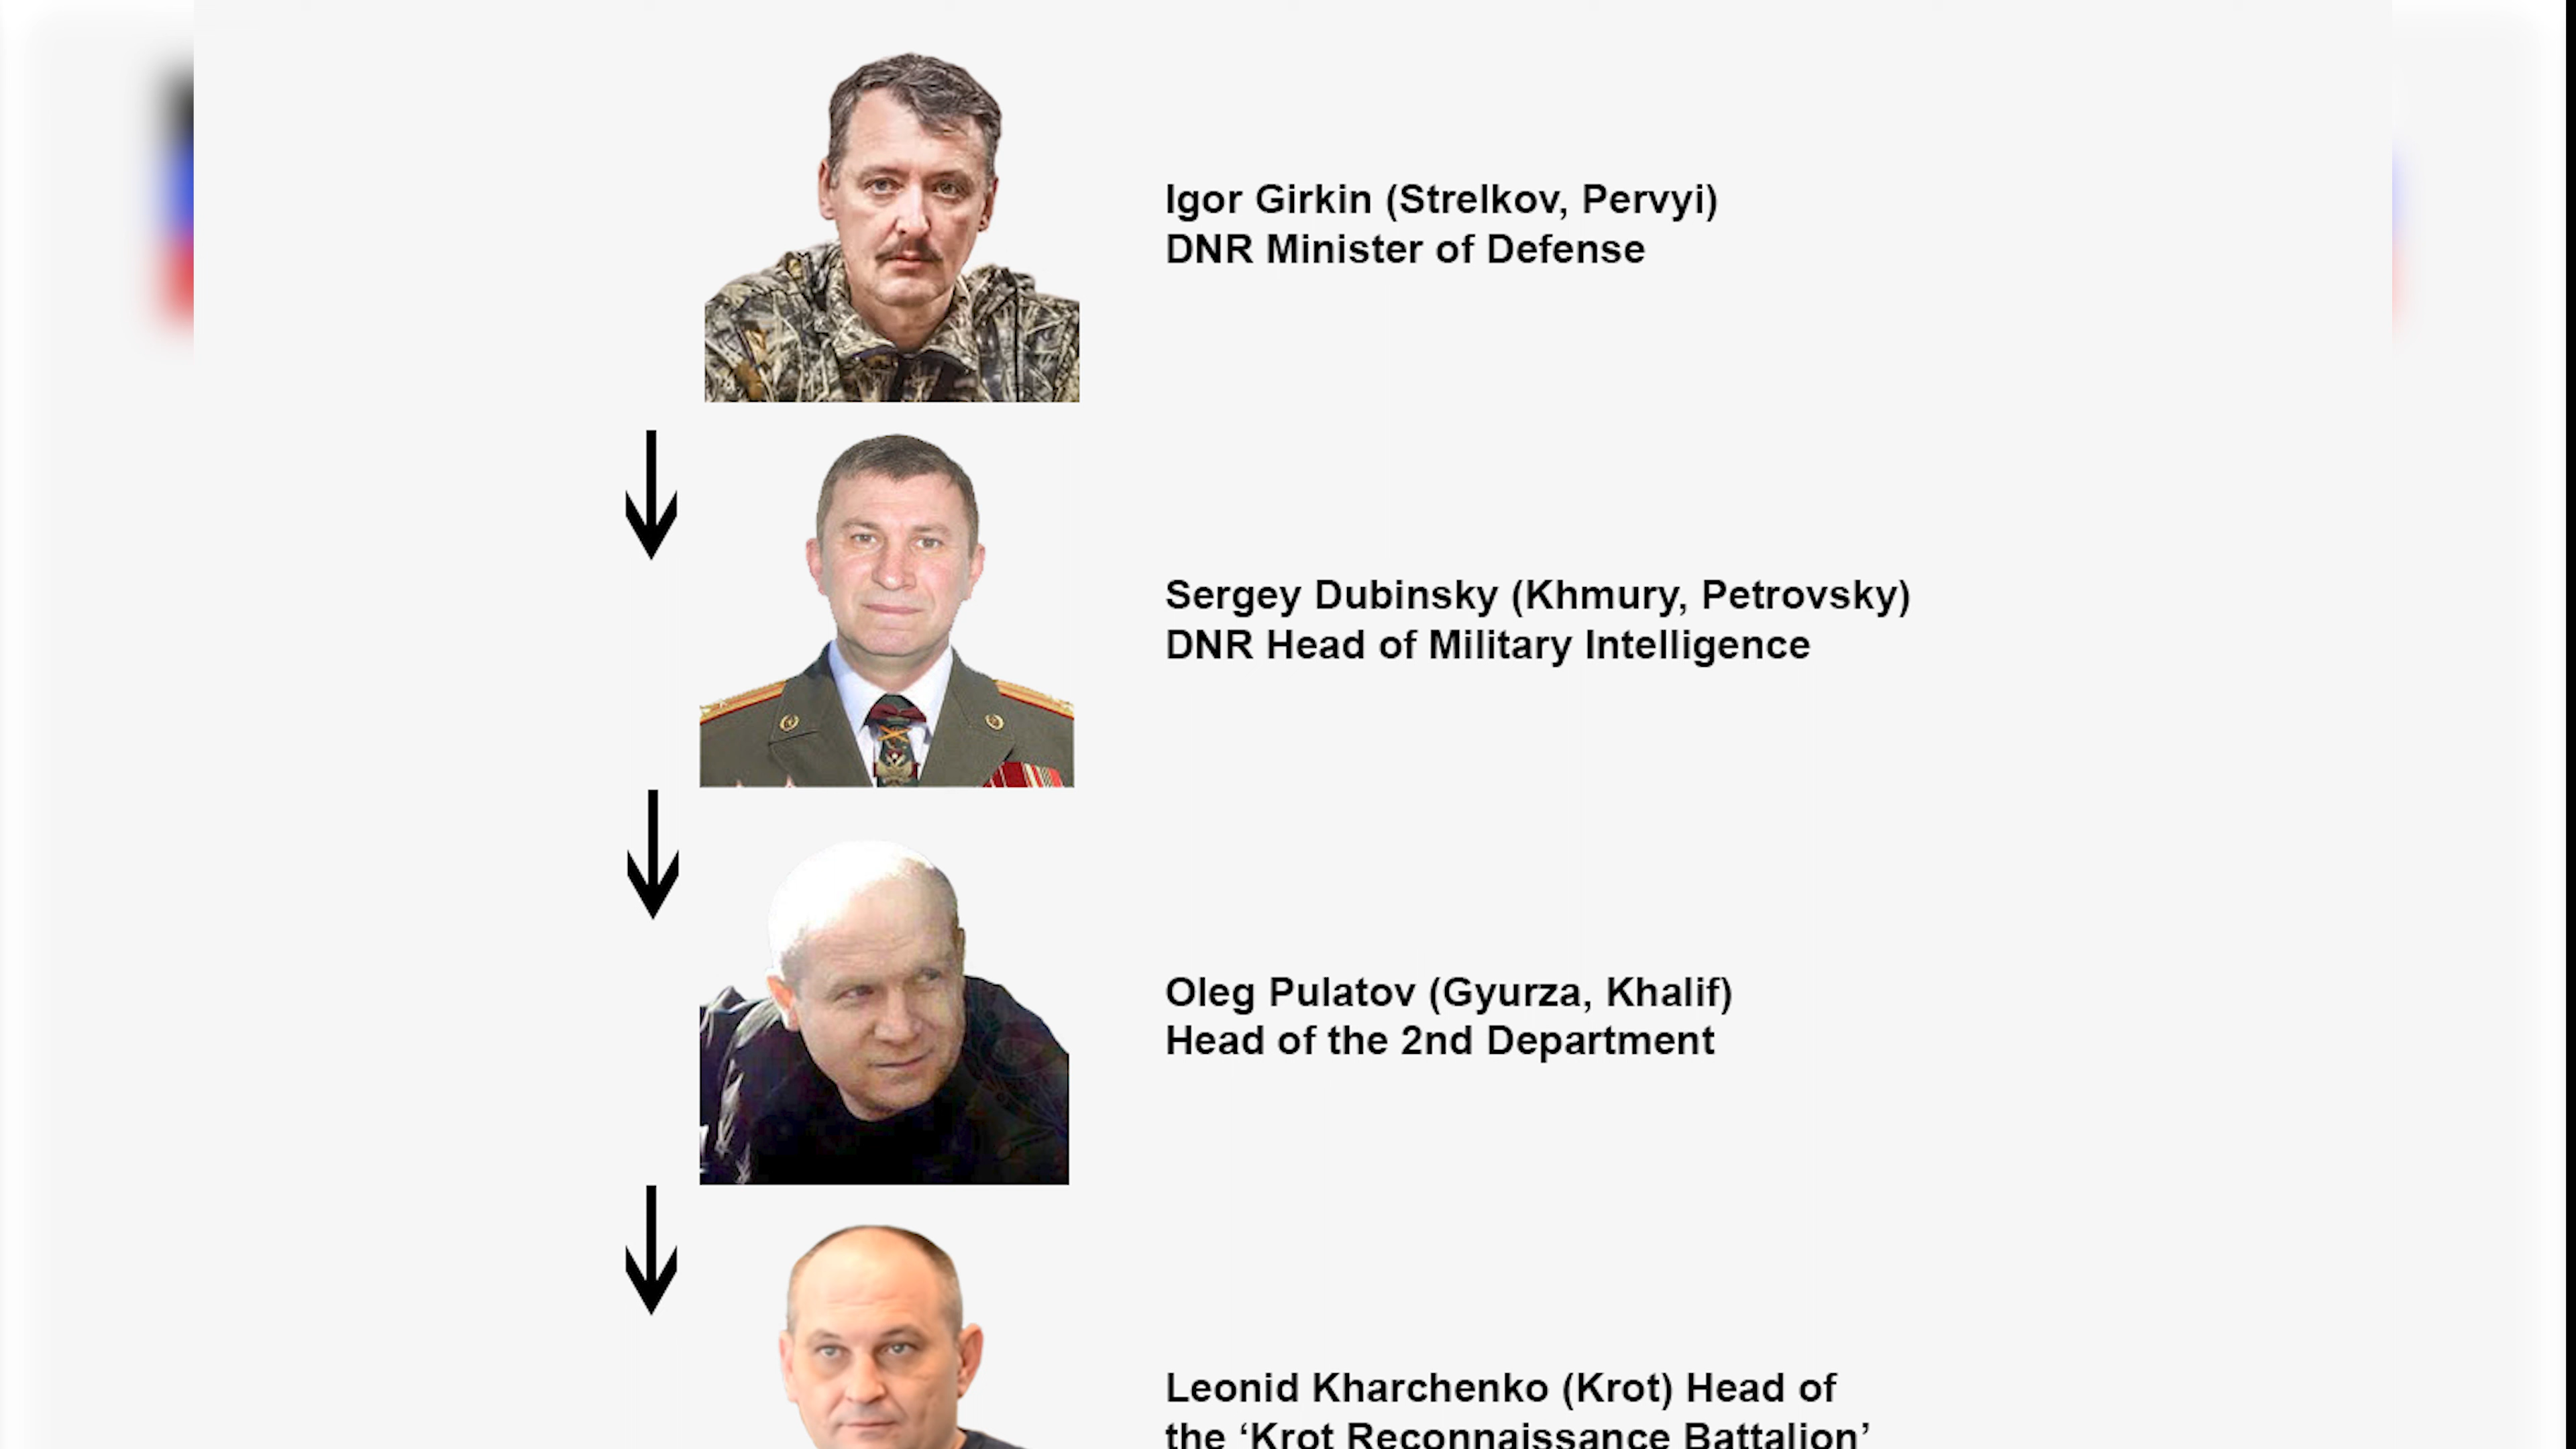 Igor Girkin (Strelkov, Pervyi)
DNR Minister of Defense
Sergey Dubinsky (Khmury, Petrovsky)
DNR Head of Military Intelligence
Oleg Pulatov (Gyurza, Khalif)
Head of the 2nd Department
Leonid Kharchenko (Krot) Head of
the ‘Krot Reconnaissance Battalion’